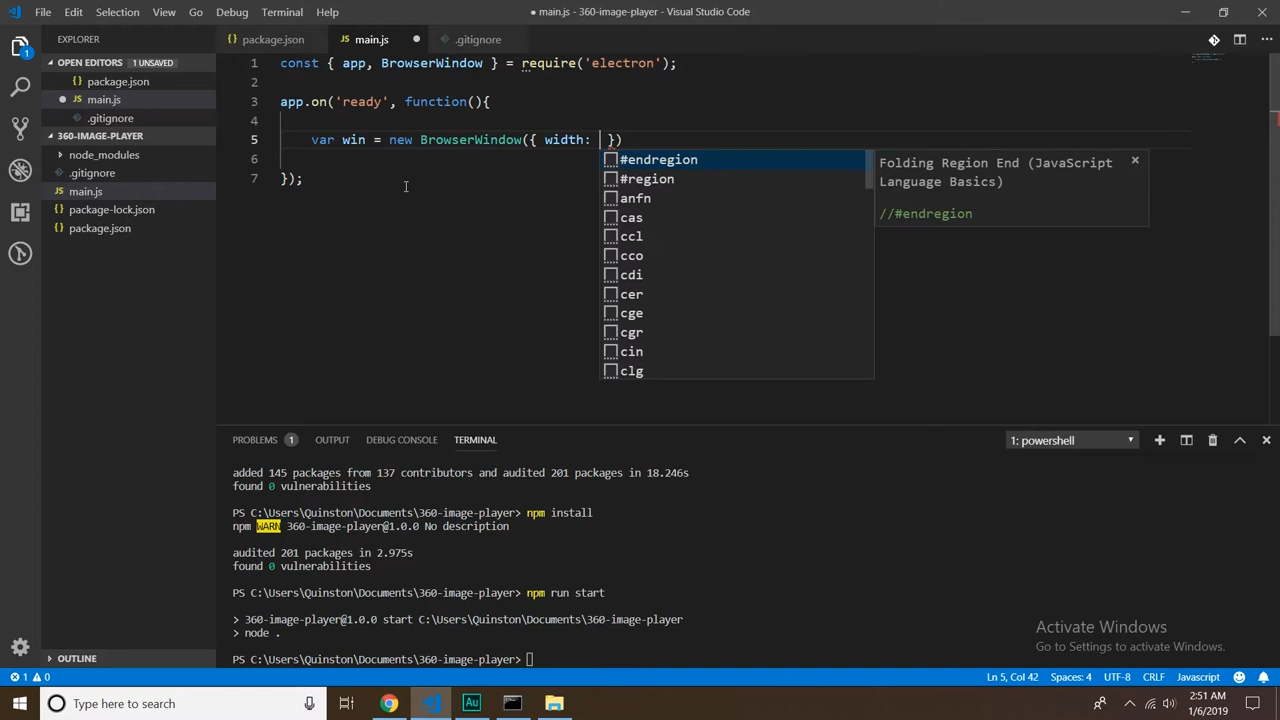 File Edit Selection View Go Debug Terminal Help
● main.js - 360-image-player - Visual Studio Code
EXPLORER
OPEN EDITORS 1 UNSAVED
package.json
main.js
.gitignore
360-IMAGE-PLAYER
node_modules
.gitignore
main.js
package-lock.json
package.json
OUTLINE
1
package.json main.js .gitignore
1 const { app, BrowserWindow } = require('electron');
2
3 app.on('ready', function(){
4
5 var win = new BrowserWindow({ width: })
6
7 });
#endregion
#region
anfn
cas
ccl
cco
cdi
cer
cge
cgr
cin
clg
Folding Region End (JavaScript
Language Basics)
//#endregion
PROBLEMS 1 OUTPUT DEBUG CONSOLE TERMINAL
1: powershell
added 145 packages from 137 contributors and audited 201 packages in 18.246s
found 0 vulnerabilities
PS C:\Users\Quinston\Documents\360-image-player> npm install
npm WARN 360-image-player@1.0.0 No description
audited 201 packages in 2.975s
found 0 vulnerabilities
PS C:\Users\Quinston\Documents\360-image-player> npm run start
> 360-image-player@1.0.0 start C:\Users\Quinston\Documents\360-image-player
> node .
PS C:\Users\Quinston\Documents\360-image-player>
Activate Windows
Go to Settings to activate Windows.
1 0
Ln 5, Col 42 Spaces: 4 UTF-8 CRLF Javascript
Type here to search
Au
2:51 AM
1/6/2019